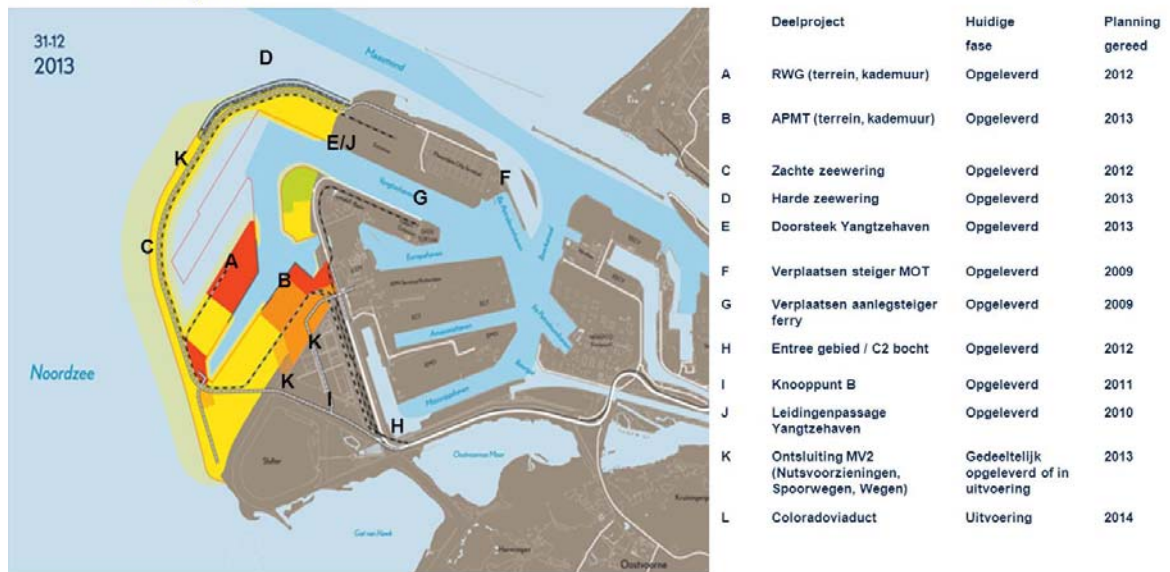 31-12
2013
D
Maasmond
K
E/J
F
Yangtzehaven
G
C
A
B
Europahaven
K
Amazonehaven
Noordzee
K
I
Mississippihaven
H
Slufter
Oostvoornse Meer
Oostvoorne
Deelproject Huidige fase Planning gereed
A RWG (terrein, kademuur) Opgeleverd 2012
B APMT (terrein, kademuur) Opgeleverd 2013
C Zachte zeewering Opgeleverd 2012
D Harde zeewering Opgeleverd 2013
E Doorsteek Yangtzehaven Opgeleverd 2013
F Verplaatsen steiger MOT Opgeleverd 2009
G Verplaatsen aanlegsteiger Opgeleverd 2009
ferry
H Entree gebied / C2 bocht Opgeleverd 2012
I Knooppunt B Opgeleverd 2011
J Leidingenpassage Opgeleverd 2010
Yangtzehaven
K Ontsluiting MV2 Gedeeltelijk 2013
(Nutsvoorzieningen, opgeleverd of in
Spoorwegen, Wegen) uitvoering
L Coloradoviaduct Uitvoering 2014